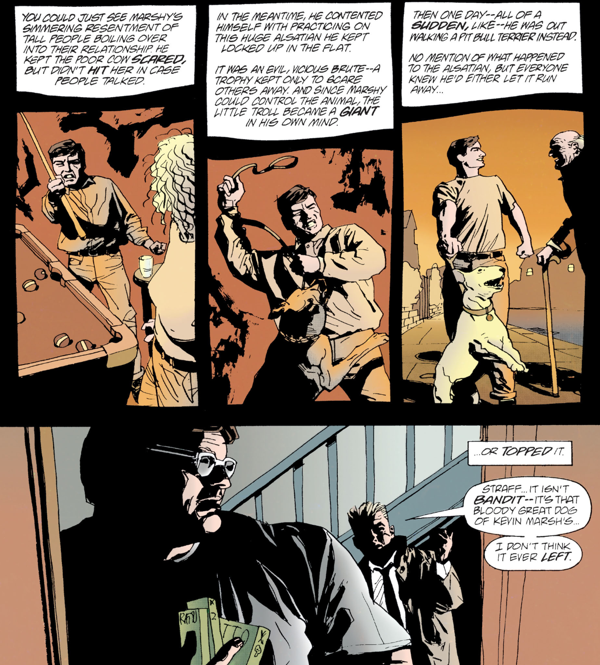 YOU COULD JUST SEE MARSHY'S
SIMMERING RESENTMENT OF
TALL PEOPLE BOILING OVER
INTO THEIR RELATIONSHIP. HE
KEPT THE POOR COW SCARED,
BUT DIDN'T HIT HER IN CASE
PEOPLE TALKED.
IN THE MEANTIME, HE CONTENTED
HIMSELF WITH PRACTICING ON
THIS HUGE ALSATIAN HE KEPT
LOCKED UP IN THE FLAT.
IT WAS AN EVIL, VICIOUS BRUTE--A
TROPHY KEPT ONLY TO SCARE
OTHERS AWAY. AND SINCE MARSHY
COULD CONTROL THE ANIMAL, THE
LITTLE TROLL BECAME A GIANT
IN HIS OWN MIND.
THEN ONE DAY--ALL OF A
SUDDEN, LIKE--HE WAS OUT
WALKING A PIT BULL TERRIER INSTEAD.
NO MENTION OF WHAT HAPPENED
TO THE ALSATIAN, BUT EVERYONE
KNEW HE'D EITHER LET IT RUN
AWAY...
...OR TOPPED IT.
STRAFF... IT ISN'T
BANDIT--IT'S THAT
BLOODY GREAT DOG
OF KEVIN MARSH'S...
I DON'T THINK
IT EVER LEFT.